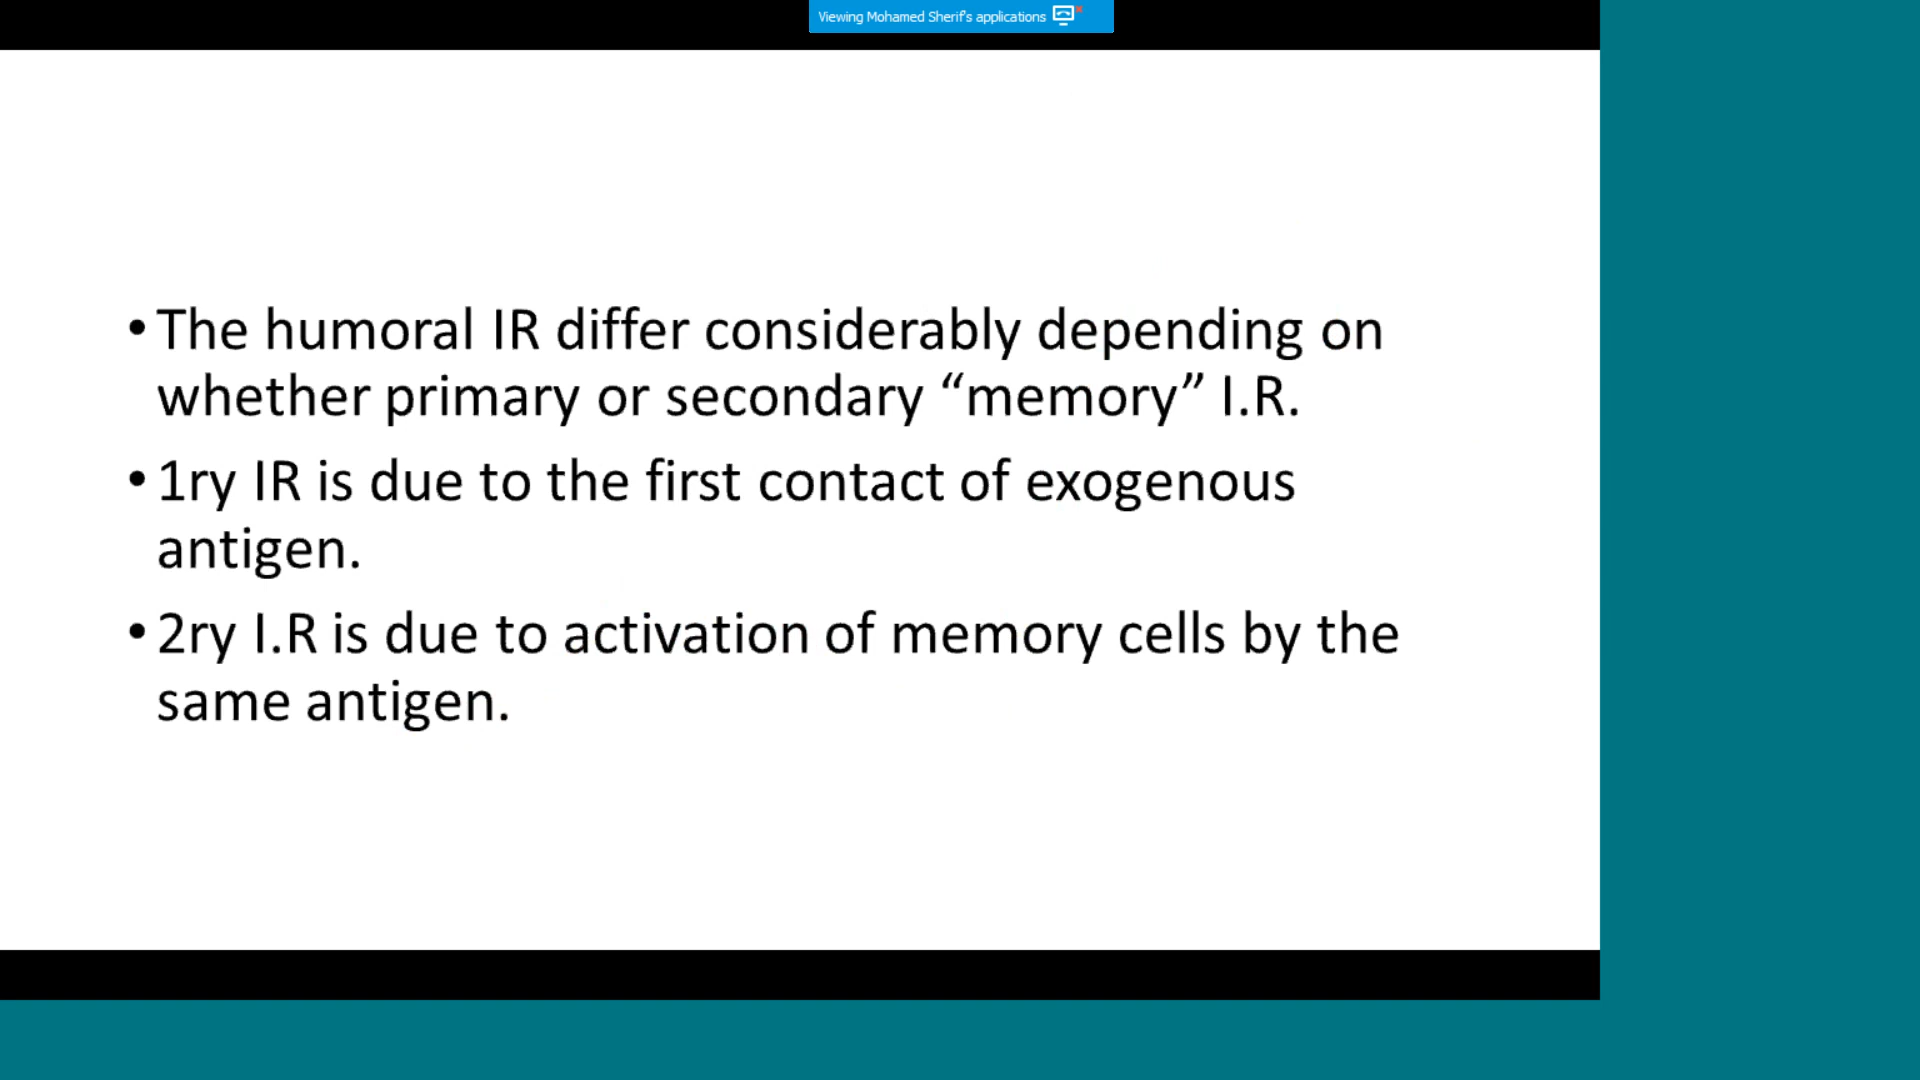 Viewing Mohamed Sherif's applications
• The humoral IR differ considerably depending on
whether primary or secondary “memory” I.R.
• 1ry IR is due to the first contact of exogenous
antigen.
• 2ry I.R is due to activation of memory cells by the
same antigen.